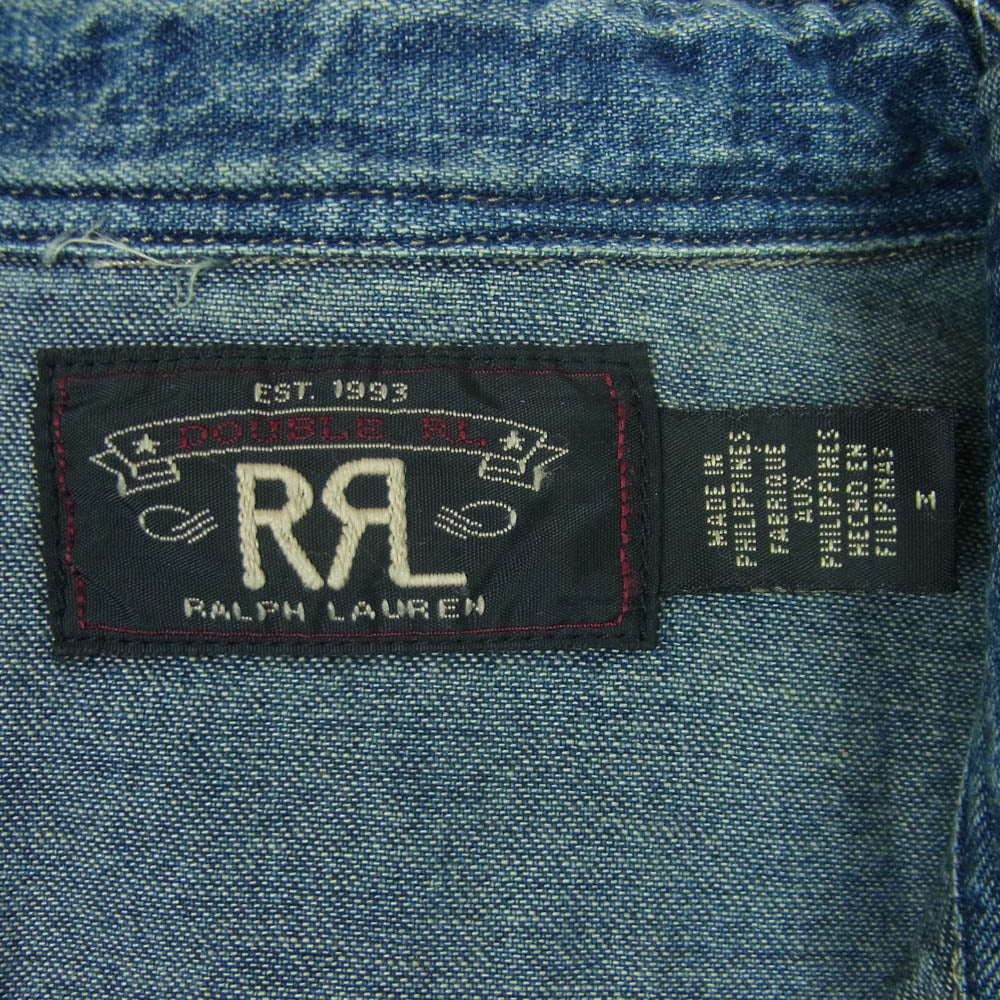 EST. 1993
DOUBLE RL
RRL
RALPH LAUREN
MADE IN
PHILIPPINES
FABRIQUE
AUX
PHILIPPINES
HECHO EN
FILIPINAS
M